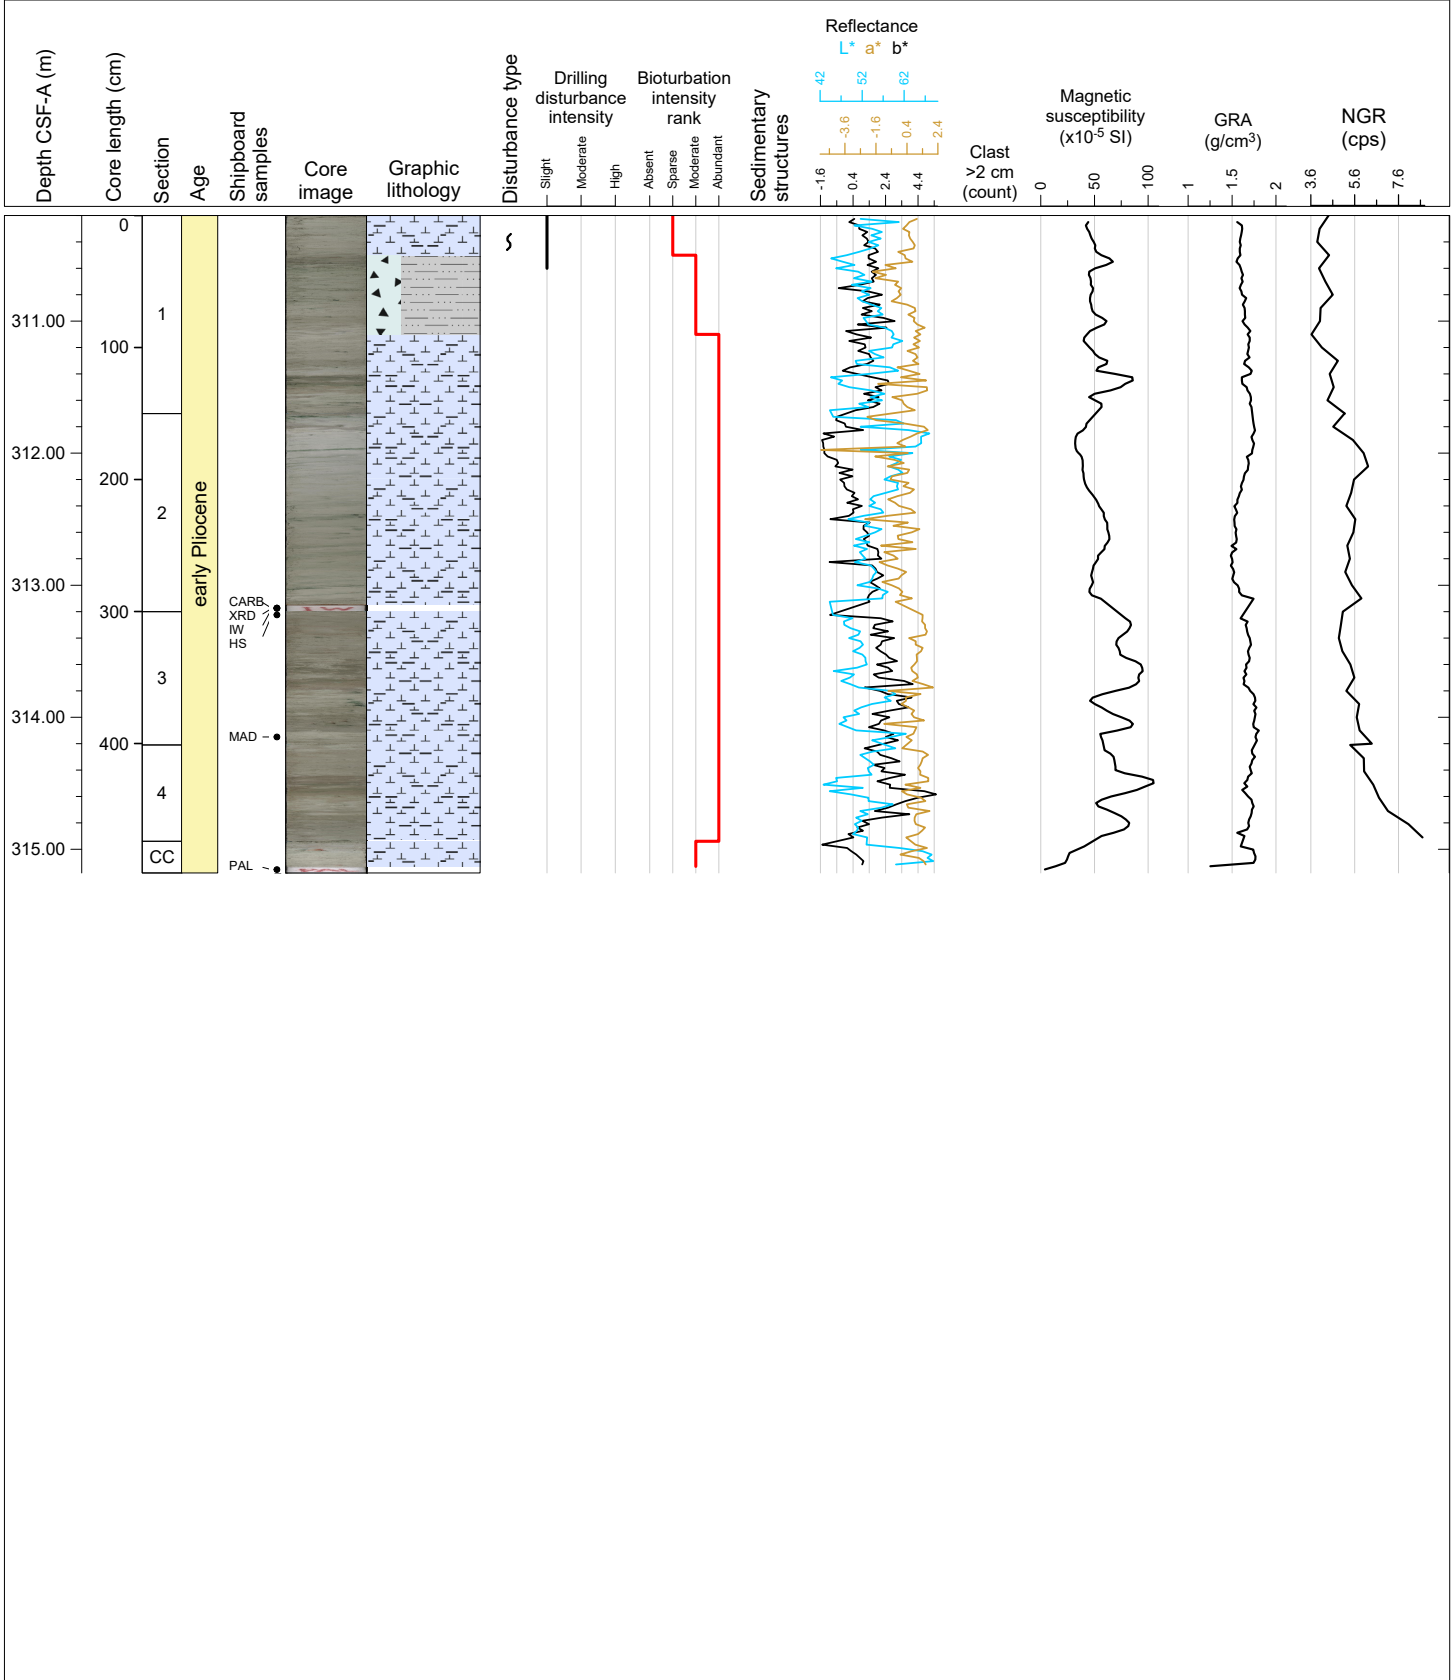 Depth CSF-A (m)
Core length (cm)
Section
Age
Shipboard
samples
Core
image
Graphic
lithology
Disturbance type
Drilling
disturbance
intensity
Slight
Moderate
High
Bioturbation
intensity
rank
Absent
Sparse
Moderate
Abundant
Sedimentary
structures
Reflectance
L* a* b*
42 52 62
-3.6 -1.6 0.4 2.4
-1.6 0.4 2.4 4.4
Clast
>2 cm
(count)
Magnetic
susceptibility
(x10-5 SI)
0 50 100
GRA
(g/cm3)
1 1.5 2
NGR
(cps)
3.6 5.6 7.6
0
1
311.00
100
312.00
200
2
early Pliocene
313.00
CARB
300
XRD
IW
HS
3
314.00
MAD
400
4
315.00
CC
PAL